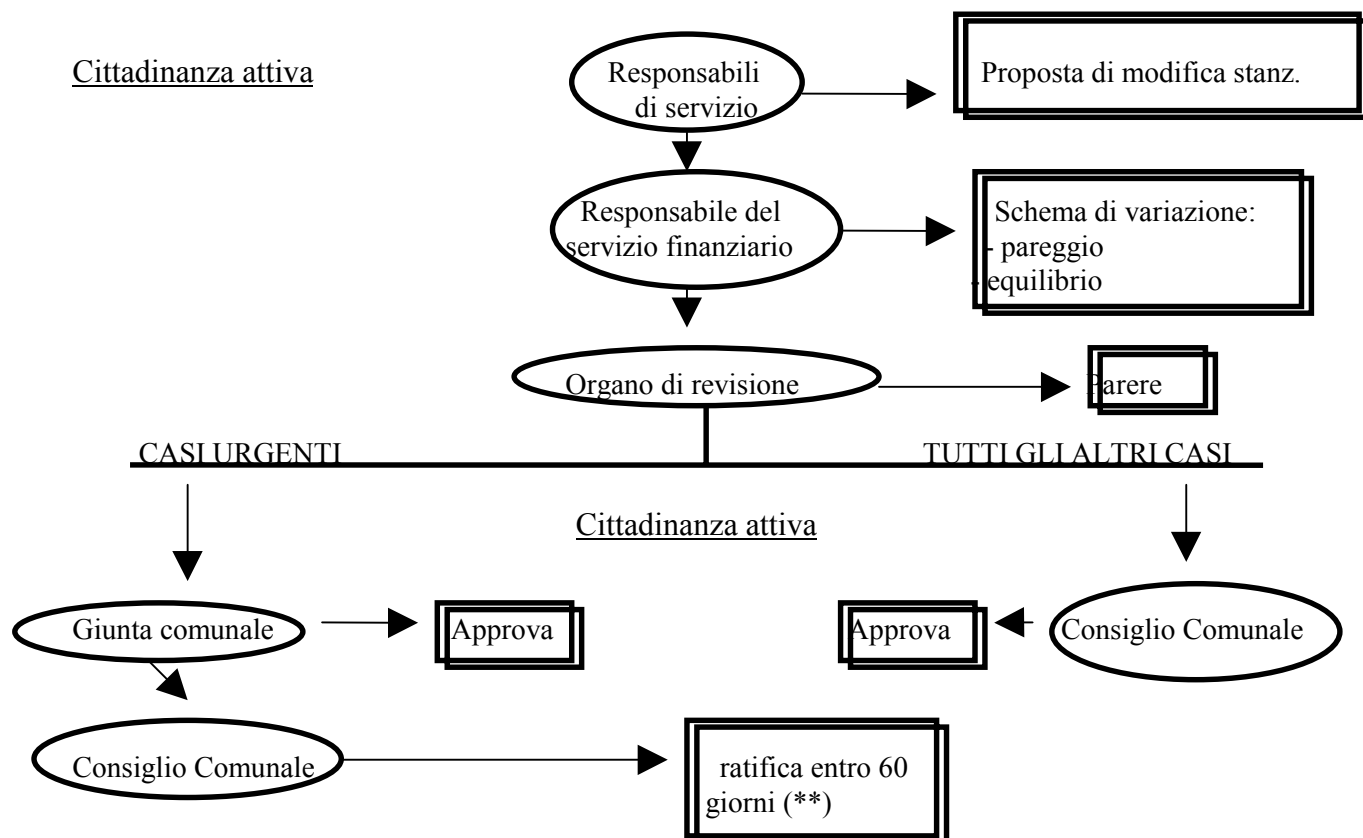 Cittadinanza attiva
Responsabili
di servizio
Proposta di modifica stanz.
Responsabile del
servizio finanziario
Schema di variazione:
- pareggio
- equilibrio
Organo di revisione
Parere
CASI URGENTI
TUTTI GLI ALTRI CASI
Cittadinanza attiva
Giunta comunale
Approva
Approva
Consiglio Comunale
Consiglio Comunale
ratifica entro 60
giorni (**)